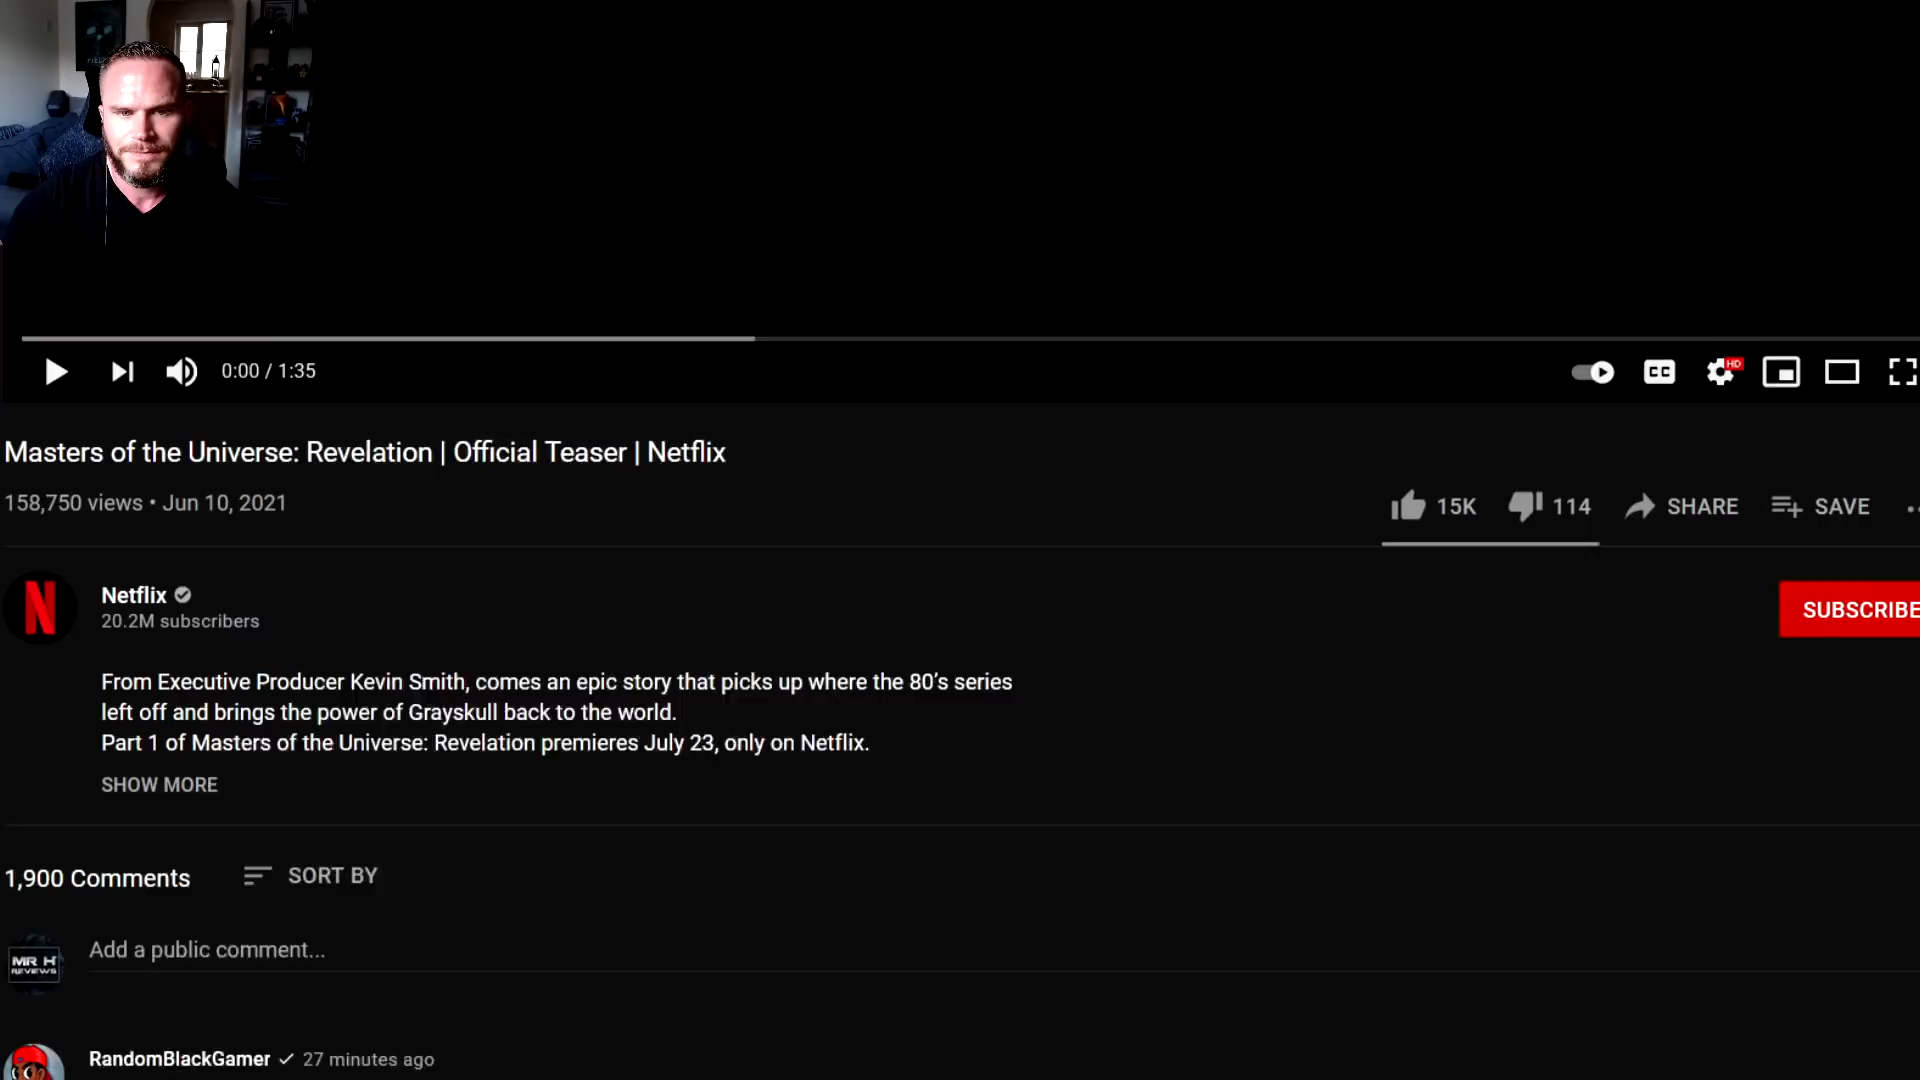 0:00 / 1:35
CC
HD
Masters of the Universe: Revelation | Official Teaser | Netflix
158,750 views • Jun 10, 2021
15K
114
SHARE
SAVE
N
Netflix
20.2M subscribers
SUBSCRIBE
From Executive Producer Kevin Smith, comes an epic story that picks up where the 80’s series
left off and brings the power of Grayskull back to the world.
Part 1 of Masters of the Universe: Revelation premieres July 23, only on Netflix.
SHOW MORE
1,900 Comments
SORT BY
MR H
REVIEWS
Add a public comment...
RandomBlackGamer 27 minutes ago